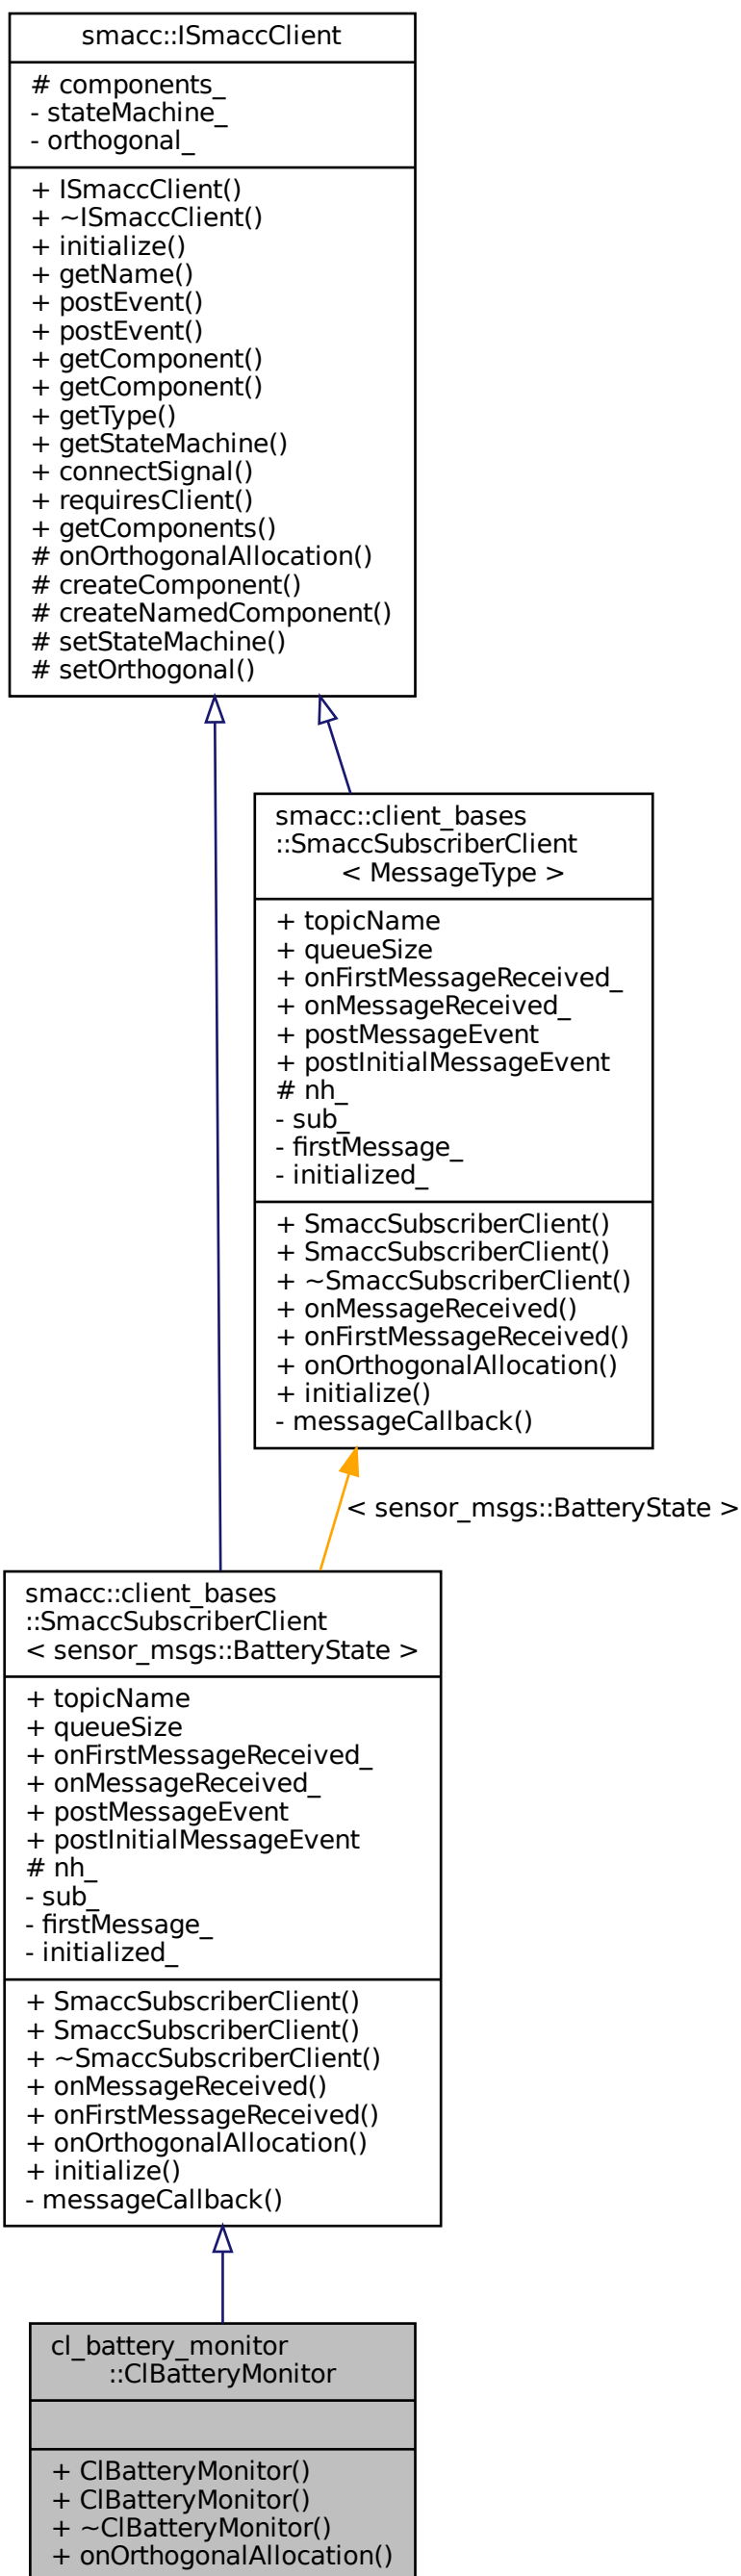 smacc::ISmaccClient
# components_
- stateMachine_
- orthogonal_
+ ISmaccClient()
+ ~ISmaccClient()
+ initialize()
+ getName()
+ postEvent()
+ postEvent()
+ getComponent()
+ getComponent()
+ getType()
+ getStateMachine()
+ connectSignal()
+ requiresClient()
+ getComponents()
# onOrthogonalAllocation()
# createComponent()
# createNamedComponent()
# setStateMachine()
# setOrthogonal()
smacc::client_bases
::SmaccSubscriberClient
< MessageType >
+ topicName
+ queueSize
+ onFirstMessageReceived_
+ onMessageReceived_
+ postMessageEvent
+ postInitialMessageEvent
# nh_
- sub_
- firstMessage_
- initialized_
+ SmaccSubscriberClient()
+ SmaccSubscriberClient()
+ ~SmaccSubscriberClient()
+ onMessageReceived()
+ onFirstMessageReceived()
+ onOrthogonalAllocation()
+ initialize()
- messageCallback()
< sensor_msgs::BatteryState >
smacc::client_bases
::SmaccSubscriberClient
< sensor_msgs::BatteryState >
+ topicName
+ queueSize
+ onFirstMessageReceived_
+ onMessageReceived_
+ postMessageEvent
+ postInitialMessageEvent
# nh_
- sub_
- firstMessage_
- initialized_
+ SmaccSubscriberClient()
+ SmaccSubscriberClient()
+ ~SmaccSubscriberClient()
+ onMessageReceived()
+ onFirstMessageReceived()
+ onOrthogonalAllocation()
+ initialize()
- messageCallback()
cl_battery_monitor
::ClBatteryMonitor
+ ClBatteryMonitor()
+ ClBatteryMonitor()
+ ~ClBatteryMonitor()
+ onOrthogonalAllocation()